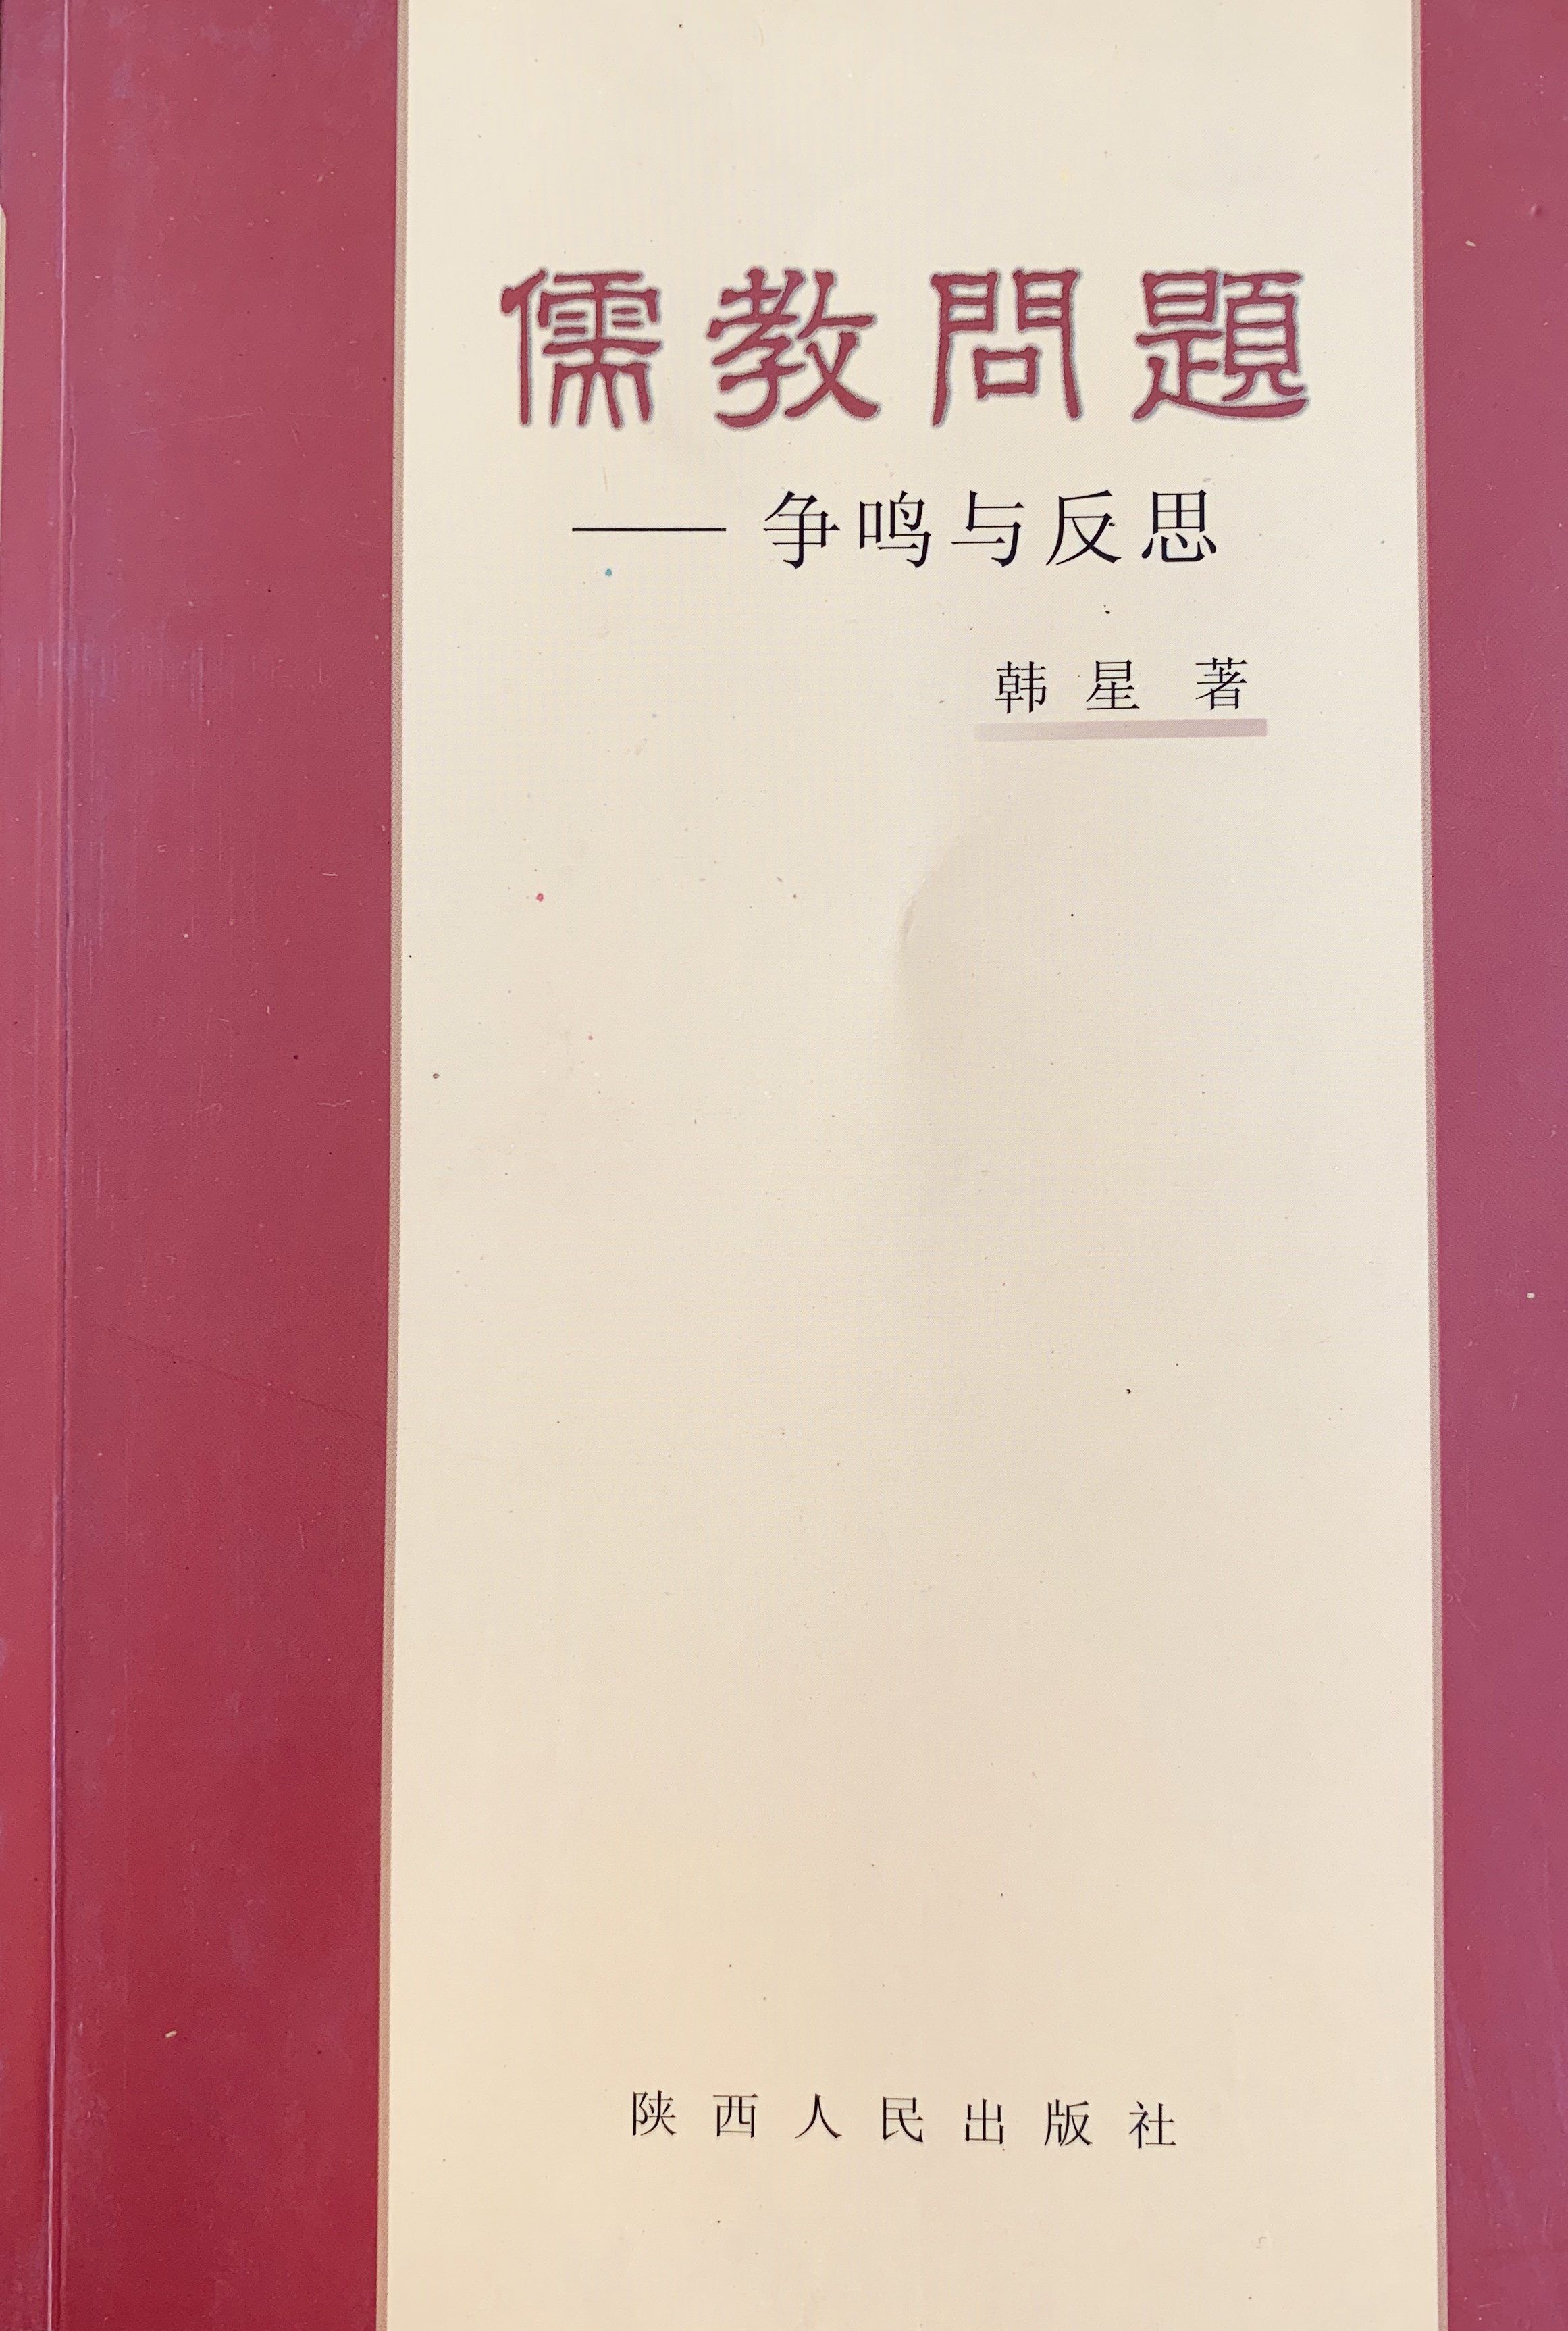 儒教問題
——争鸣与反思
韩星 著
陕西人民出版社